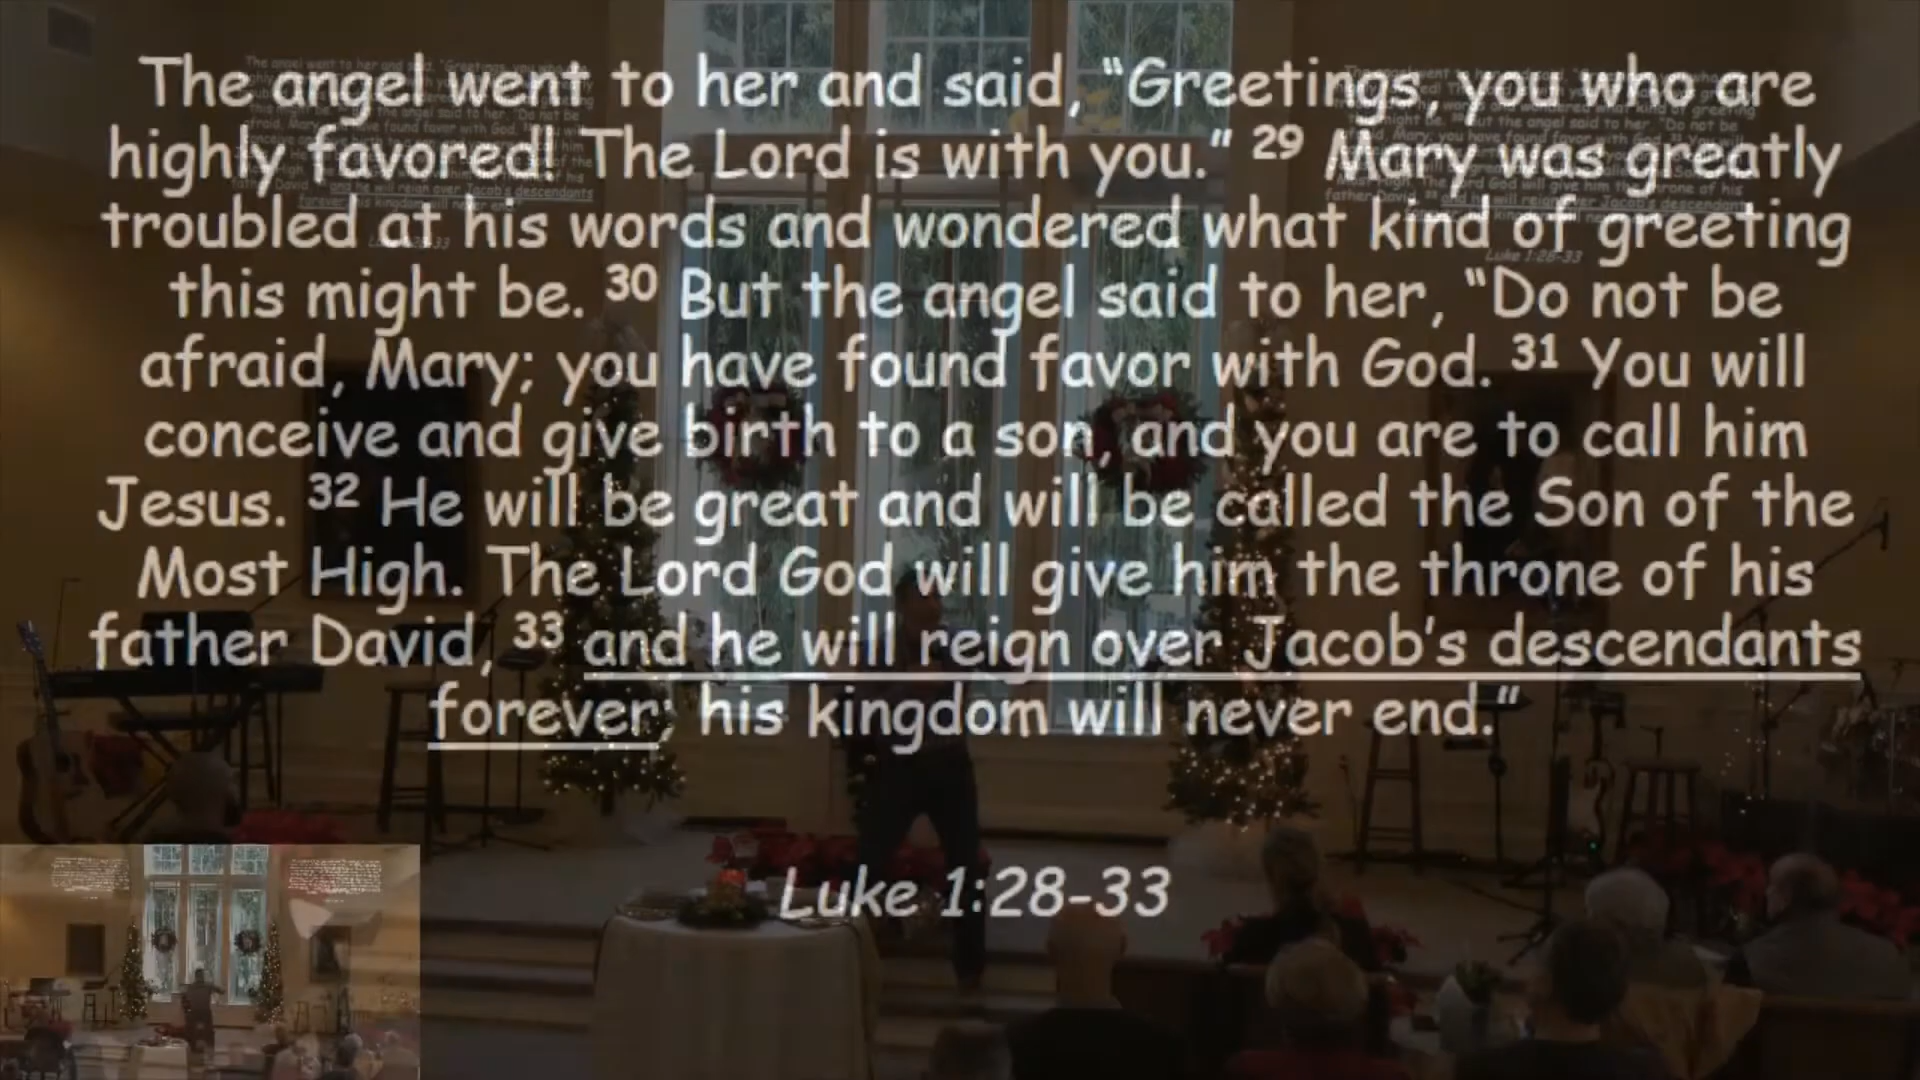 The angel went to her and said, “Greetings, you who are
highly favored! The Lord is with you.” 29 Mary was greatly
troubled at his words and wondered what kind of greeting
this might be. 30 But the angel said to her, “Do not be
afraid, Mary; you have found favor with God. 31 You will
conceive and give birth to a son, and you are to call him
Jesus. 32 He will be great and will be called the Son of the
Most High. The Lord God will give him the throne of his
father David, 33 and he will reign over Jacob’s descendants
forever; his kingdom will never end.”
Luke 1:28-33